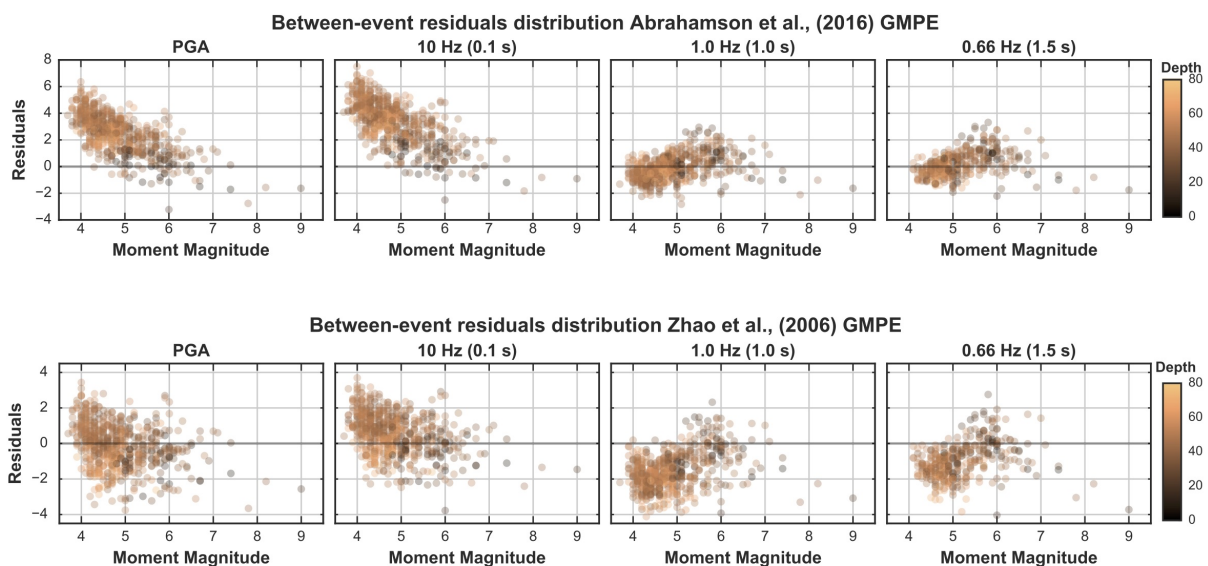 Between-event residuals distribution Abrahamson et al., (2016) GMPE
PGA
10 Hz (0.1 s)
1.0 Hz (1.0 s)
0.66 Hz (1.5 s)
Depth
8
6
4
2
0
−2
−4
Residuals
4 5 6 7 8 9
4 5 6 7 8 9
4 5 6 7 8 9
4 5 6 7 8 9
80
60
40
20
0
Moment Magnitude
Moment Magnitude
Moment Magnitude
Moment Magnitude
Between-event residuals distribution Zhao et al., (2006) GMPE
PGA
10 Hz (0.1 s)
1.0 Hz (1.0 s)
0.66 Hz (1.5 s)
Depth
4
2
0
−2
−4
Residuals
4 5 6 7 8 9
4 5 6 7 8 9
4 5 6 7 8 9
4 5 6 7 8 9
80
60
40
20
0
Moment Magnitude
Moment Magnitude
Moment Magnitude
Moment Magnitude